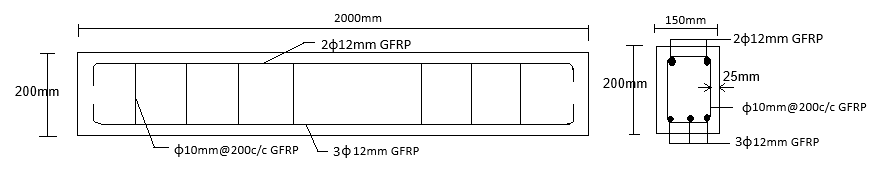 2000mm
2ϕ12mm GFRP
200mm
ϕ10mm@200c/c GFRP
3ϕ12mm GFRP
150mm
2ϕ12mm GFRP
25mm
200mm
ϕ10mm@200c/c GFRP
3ϕ12mm GFRP